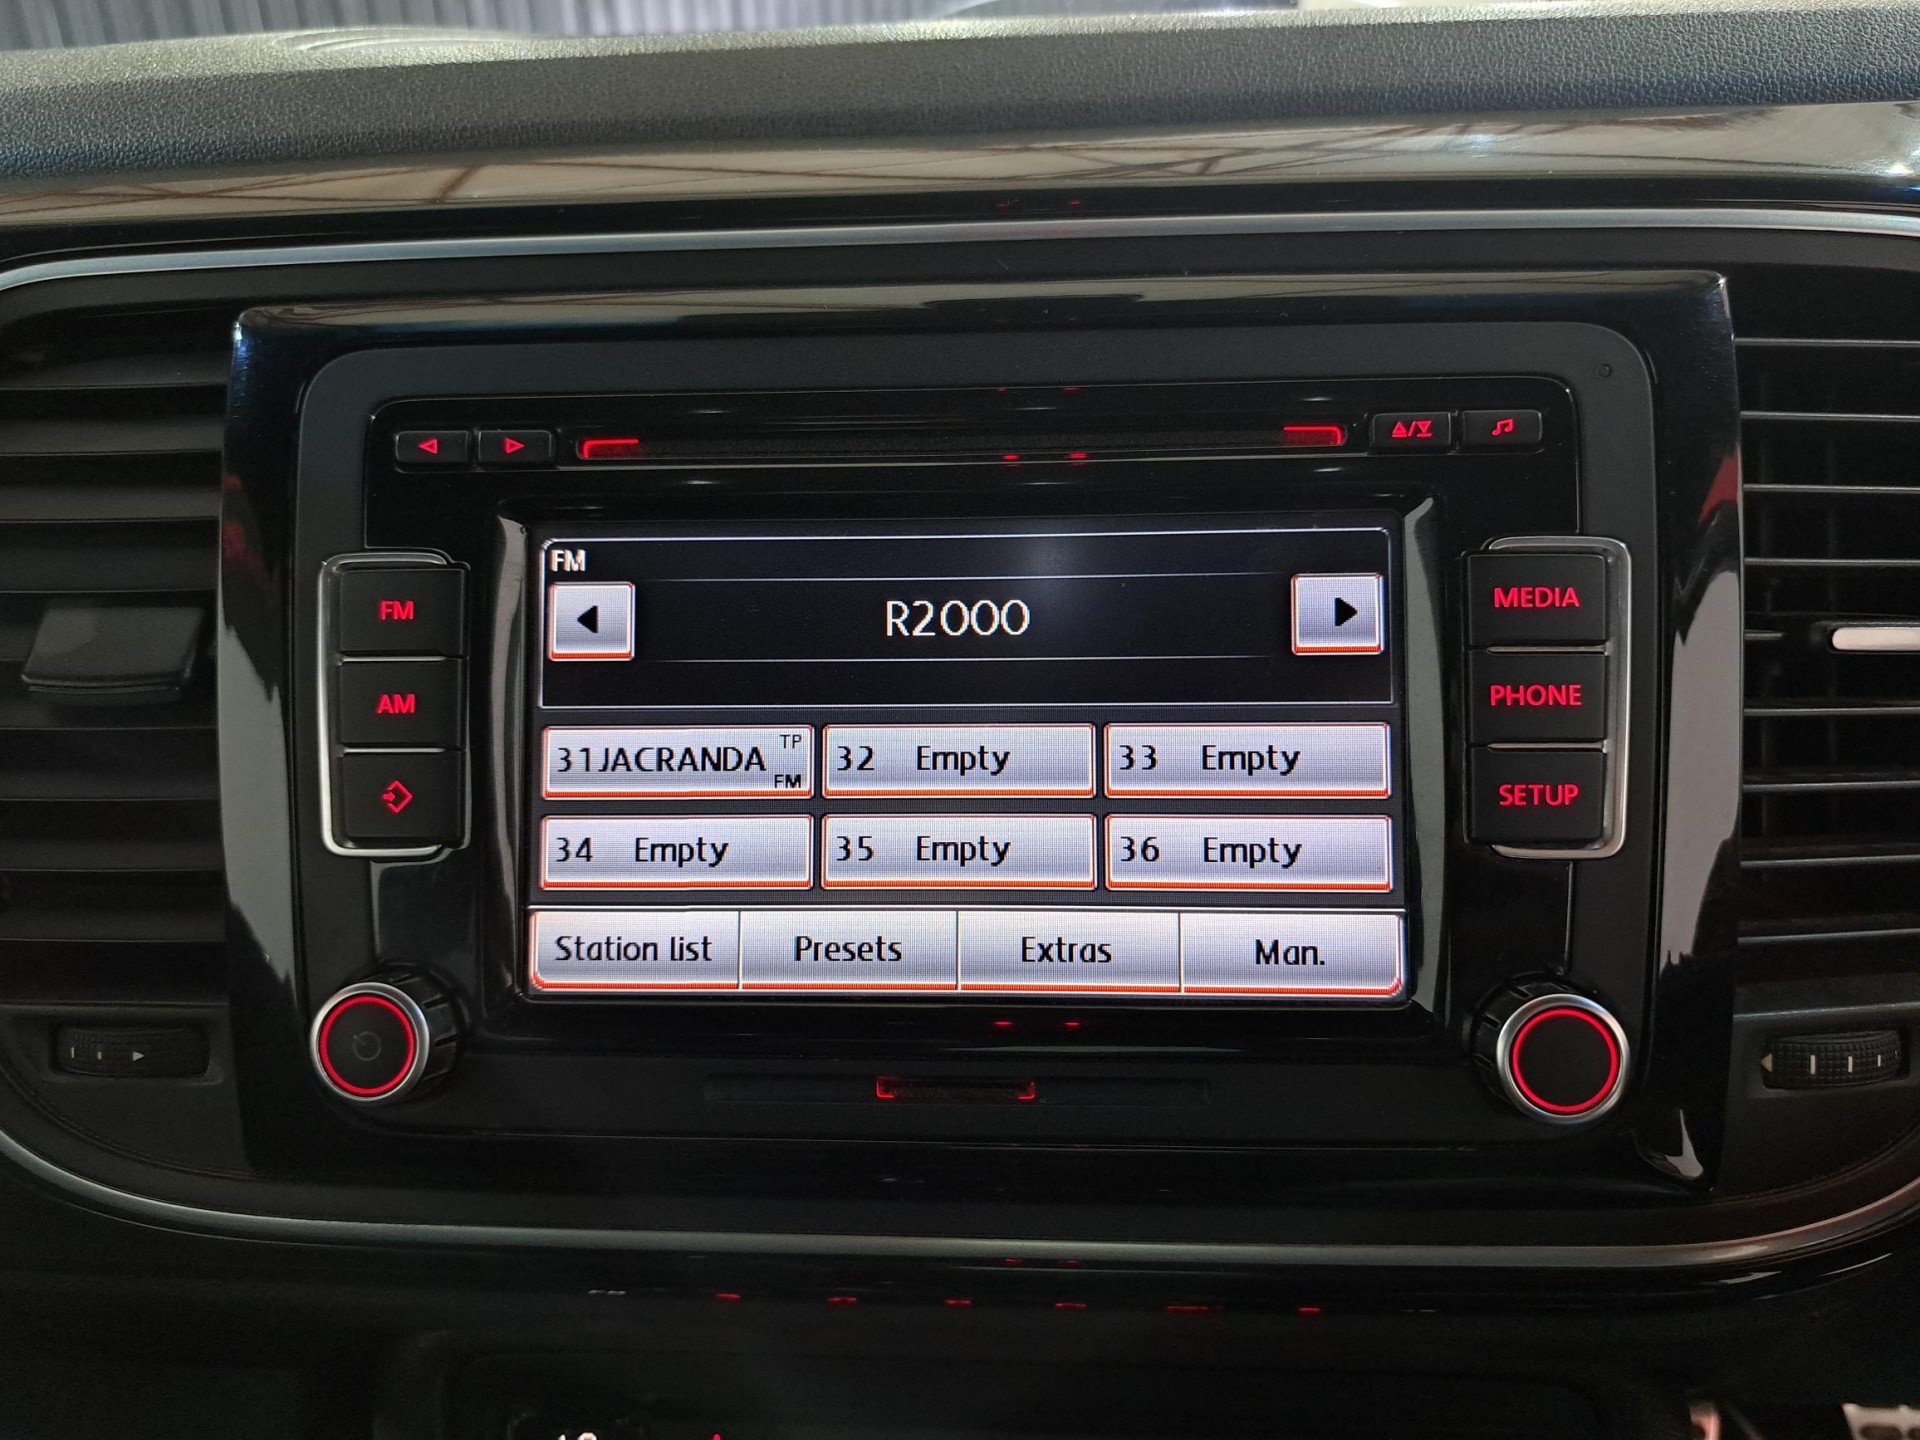 FM
R2000
FM
MEDIA
AM
PHONE
SETUP
31JACRANDA TP FM
32 Empty
33 Empty
34 Empty
35 Empty
36 Empty
Station list
Presets
Extras
Man.